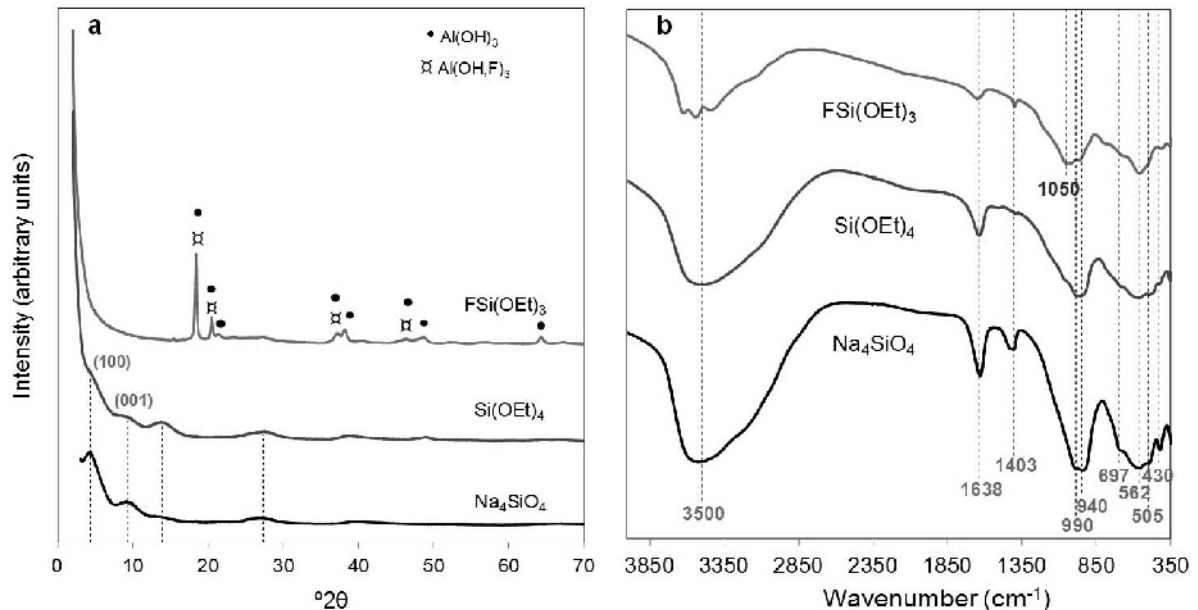 a
• Al(OH)₃
¤ Al(OH,F)₃
Intensity (arbitrary units)
FSi(OEt)₃
(100)
(001)
Si(OEt)₄
Na₄SiO₄
0 10 20 30 40 50 60 70
º2θ
b
FSi(OEt)₃
1050
Si(OEt)₄
Na₄SiO₄
3500
1638
1403
990
940
697
562
505
430
3850 3350 2850 2350 1850 1350 850 350
Wavenumber (cm⁻¹)